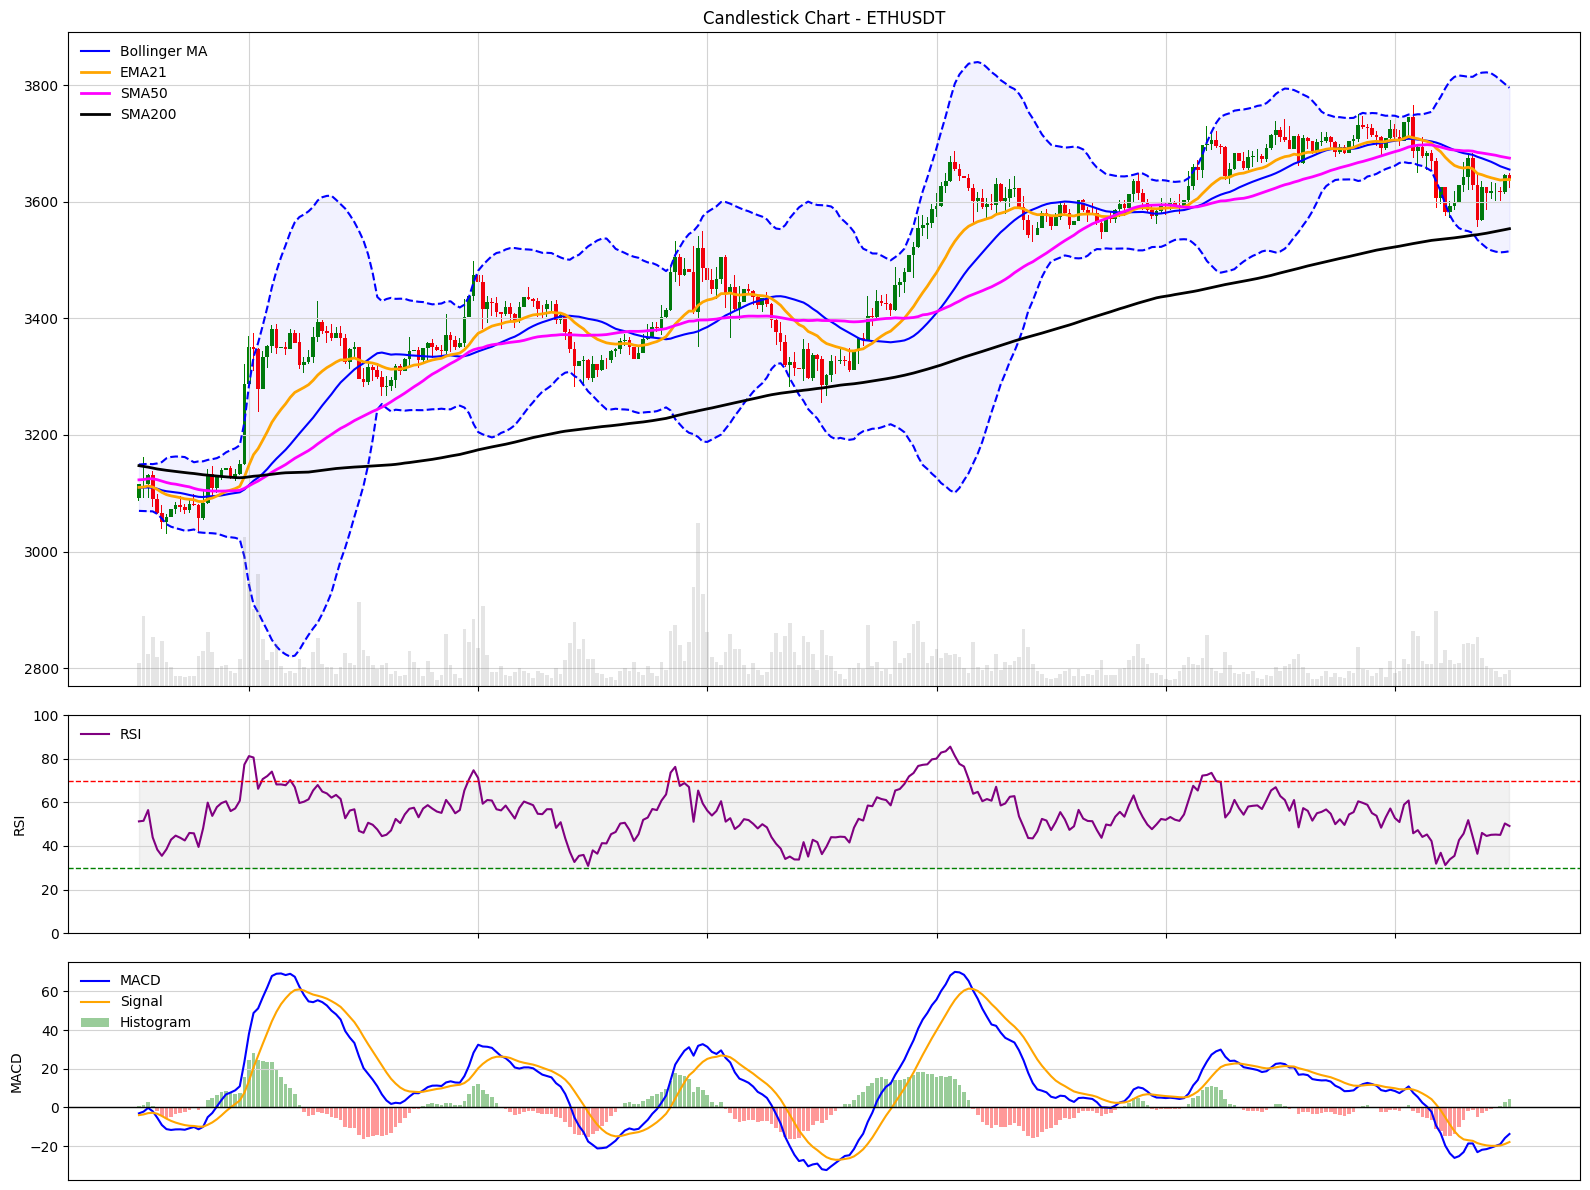 Candlestick Chart - ETHUSDT
Bollinger MA
EMA21
SMA50
SMA200
3800
3600
3400
3200
3000
2800
RSI
100
80
60
40
20
0
RSI
MACD
Signal
Histogram
60
40
20
0
−20
MACD